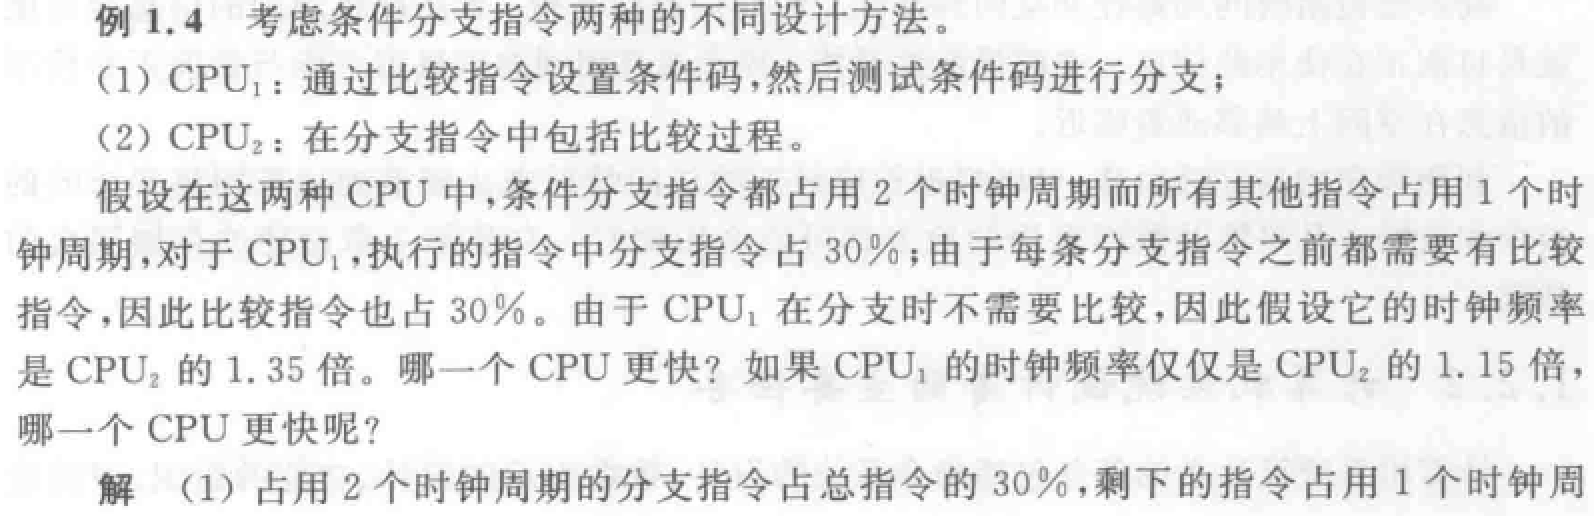 例1.4 考虑条件分支指令两种的不同设计方法。
(1) CPU₁：通过比较指令设置条件码,然后测试条件码进行分支；
(2) CPU₂：在分支指令中包括比较过程。
假设在这两种 CPU 中,条件分支指令都占用 2 个时钟周期而所有其他指令占用 1 个时
钟周期,对于 CPU₁,执行的指令中分支指令占 30%；由于每条分支指令之前都需要有比较
指令,因此比较指令也占 30%。由于 CPU₁ 在分支时不需要比较,因此假设它的时钟频率
是 CPU₂ 的 1.35 倍。哪一个 CPU 更快？如果 CPU₁ 的时钟频率仅仅是 CPU₂ 的 1.15 倍,
哪一个 CPU 更快呢？
解 (1) 占用 2 个时钟周期的分支指令占总指令的 30%,剩下的指令占用 1 个时钟周